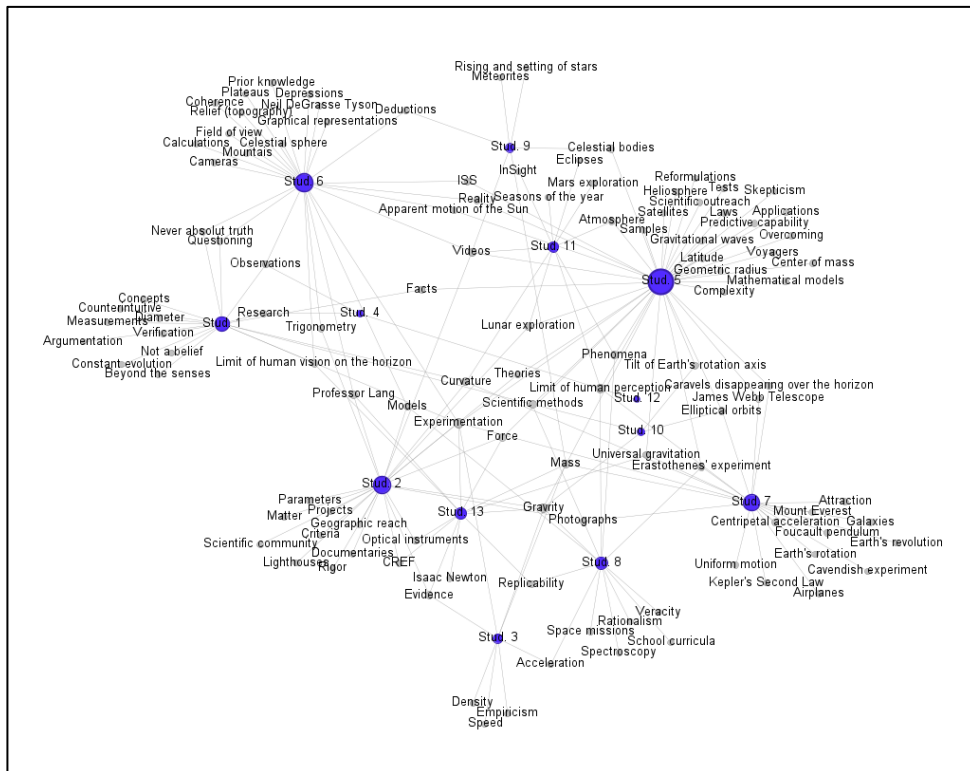 Rising and setting of stars
Meteorites
Prior knowledge
Plateaus
Depressions
Coherence
Neil DeGrasse Tyson
Relief (topography)
Deductions
Graphical representations
Field of view
Calculations
Celestial sphere
Mountais
Cameras
Stud. 6
Stud. 9
Celestial bodies
Eclipses
InSight
ISS
Mars exploration
Reformulations
Reality
Seasons of the year
Heliosphere
Tests
Skepticism
Scientific outreach
Apparent motion of the Sun
Satellites
Laws
Applications
Atmosphere
Predictive capability
Samples
Never absolut truth
Questioning
Gravitational waves
Overcoming
Videos
Stud. 11
Voyagers
Latitude
Center of mass
Observations
Geometric radius
Stud. 5
Mathematical models
Facts
Complexity
Concepts
Counterintuitive
Diameter
Research
Measurements
Stud. 1
Stud. 4
Lunar exploration
Trigonometry
Verification
Argumentation
Not a belief
Phenomena
Constant evolution
Limit of human vision on the horizon
Tilt of Earth's rotation axis
Beyond the senses
Theories
Curvature
Limit of human perception
Caravels disappearing over the horizon
Professor Lang
Stud. 12
James Webb Telescope
Models
Scientific methods
Elliptical orbits
Experimentation
Stud. 10
Force
Universal gravitation
Mass
Erastothenes' experiment
Stud. 2
Parameters
Stud. 7
Attraction
Projects
Gravity
Mount Everest
Matter
Stud. 13
Photographs
Geographic reach
Centripetal acceleration
Galaxies
Criteria
Optical instruments
Foucault pendulum
Scientific community
Earth's revolution
Documentaries
Earth's rotation
Lighthouses
CREF
Stud. 8
Uniform motion
Rigor
Cavendish experiment
Isaac Newton
Replicability
Kepler's Second Law
Evidence
Airplanes
Veracity
Rationalism
Space missions
Stud. 3
School curricula
Spectroscopy
Acceleration
Density
Empiricism
Speed